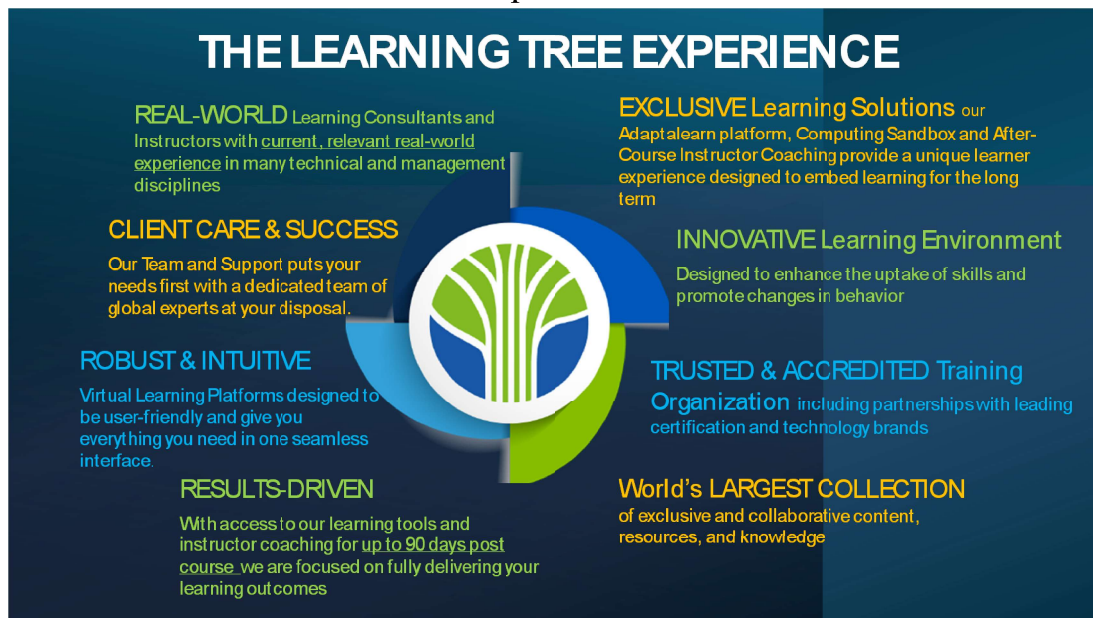 THE LEARNING TREE EXPERIENCE
REAL-WORLD Learning Consultants and
Instructors with current, relevant real-world
experience in many technical and management
disciplines
CLIENT CARE & SUCCESS
Our Team and Support puts your
needs first with a dedicated team of
global experts at your disposal.
ROBUST & INTUITIVE
Virtual Learning Platforms designed to
be user-friendly and give you
everything you need in one seamless
interface.
RESULTS-DRIVEN
With access to our learning tools and
instructor coaching for up to 90 days post
course we are focused on fully delivering your
learning outcomes
EXCLUSIVE Learning Solutions our
Adaptalearn platform, Computing Sandbox and After-
Course Instructor Coaching provide a unique learner
experience designed to embed learning for the long
term
INNOVATIVE Learning Environment
Designed to enhance the uptake of skills and
promote changes in behavior
TRUSTED & ACCREDITED Training
Organization including partnerships with leading
certification and technology brands
World's LARGEST COLLECTION
of exclusive and collaborative content,
resources, and knowledge